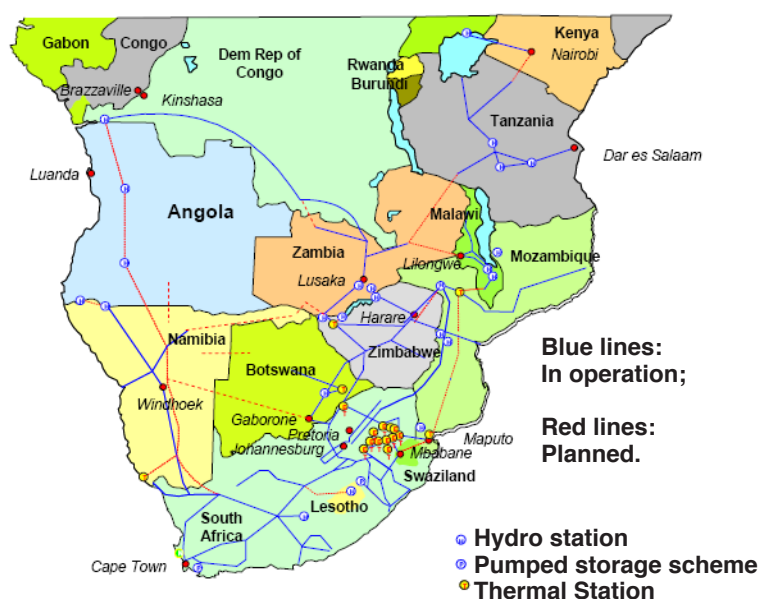 Gabon
Congo
Dem Rep of
Congo
Kenya
Nairobi
Rwanda
Burundi
Brazzaville
Kinshasa
Tanzania
Dar es Salaam
Luanda
Angola
Malawi
Zambia
Mozambique
Lilongwe
Lusaka
Harare
Namibia
Zimbabwe
Botswana
Blue lines:
In operation;
Windhoek
Gaborone
Pretoria
Johannesburg
Maputo
Mbabane
Red lines:
Planned.
Swaziland
Lesotho
South
Africa
Cape Town
Hydro station
Pumped storage scheme
Thermal Station